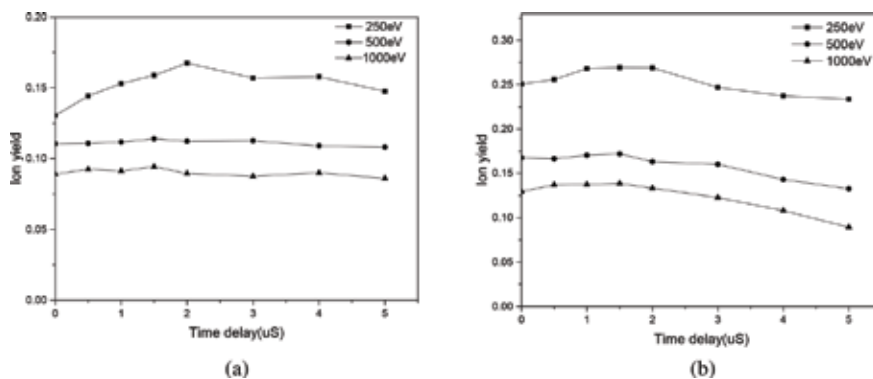 0.20
0.15
0.10
0.05
0.00
Ion yield
250eV
500eV
1000eV
0 1 2 3 4 5
Time delay(uS)
(a)
0.30
0.25
0.20
0.15
0.10
0.05
0.00
Ion yield
250eV
500eV
1000eV
0 1 2 3 4 5
Time delay(uS)
(b)